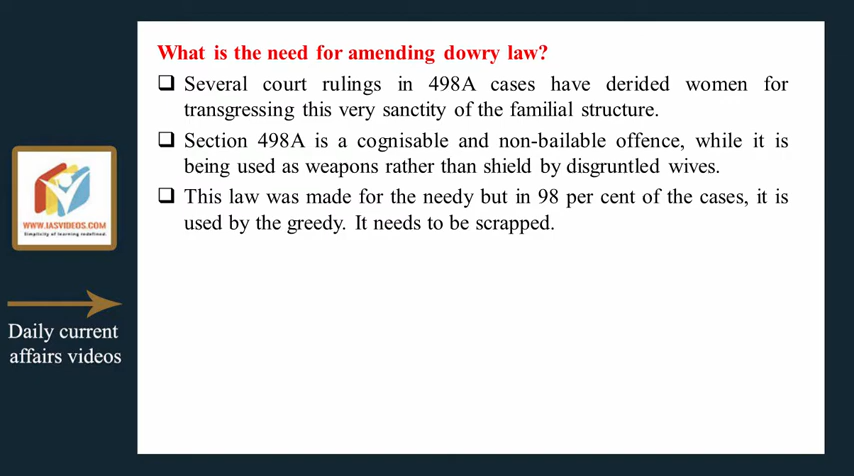 What is the need for amending dowry law?
Several court rulings in 498A cases have derided women for
transgressing this very sanctity of the familial structure.
Section 498A is a cognisable and non-bailable offence, while it is
being used as weapons rather than shield by disgruntled wives.
This law was made for the needy but in 98 per cent of the cases, it is
used by the greedy. It needs to be scrapped.
WWW.IASVIDEOS.COM
Simplicity of learning redefined.
Daily current
affairs videos